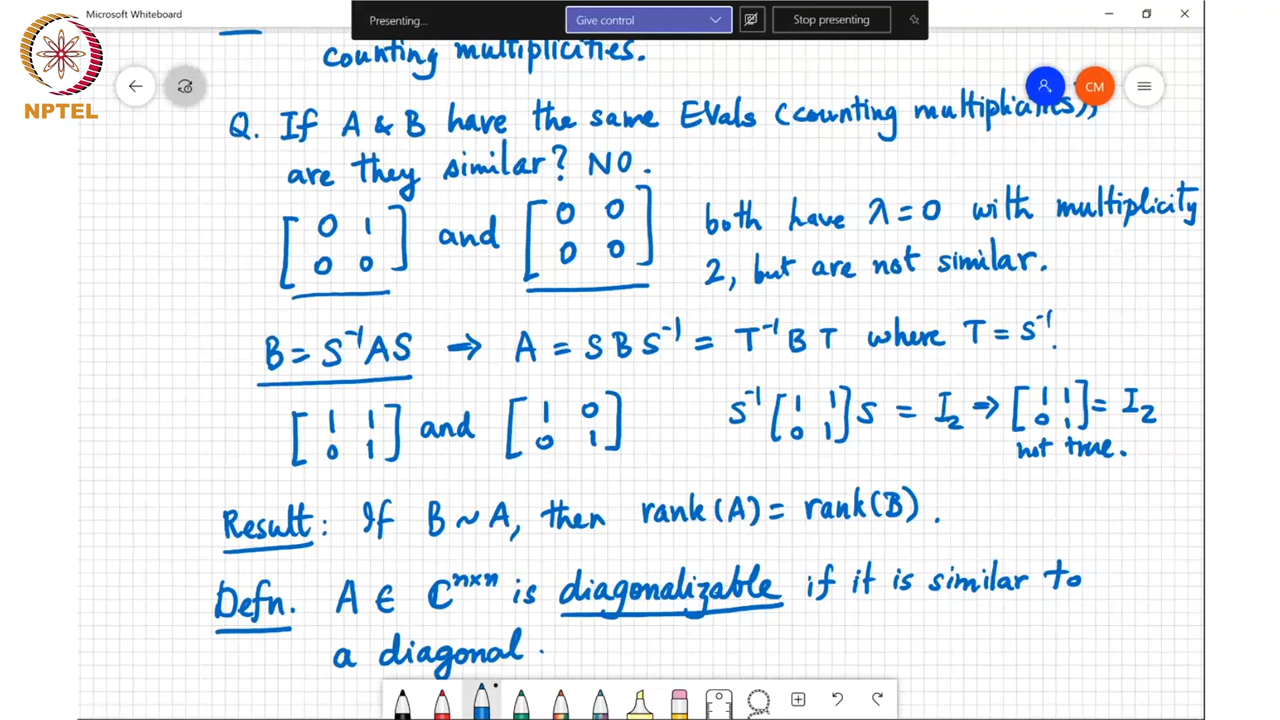 Microsoft Whiteboard
Presenting...
Give control
Stop presenting
NPTEL
CM
counting multiplicities.
Q. If A & B have the same EVals (counting multiplicities),
are they similar? NO.
[0 1; 0 0] and [0 0; 0 0] both have λ=0 with multiplicity
2, but are not similar.
B = S⁻¹AS → A = SBS⁻¹ = T⁻¹BT where T = S⁻¹.
[1 1; 0 1] and [1 0; 0 1] S⁻¹[1 1; 0 1]S = I₂ → [1 1; 0 1] = I₂
not true.
Result: If B ~ A, then rank(A) = rank(B).
Defn. A ∈ ℂⁿˣⁿ is diagonalizable if it is similar to
a diagonal